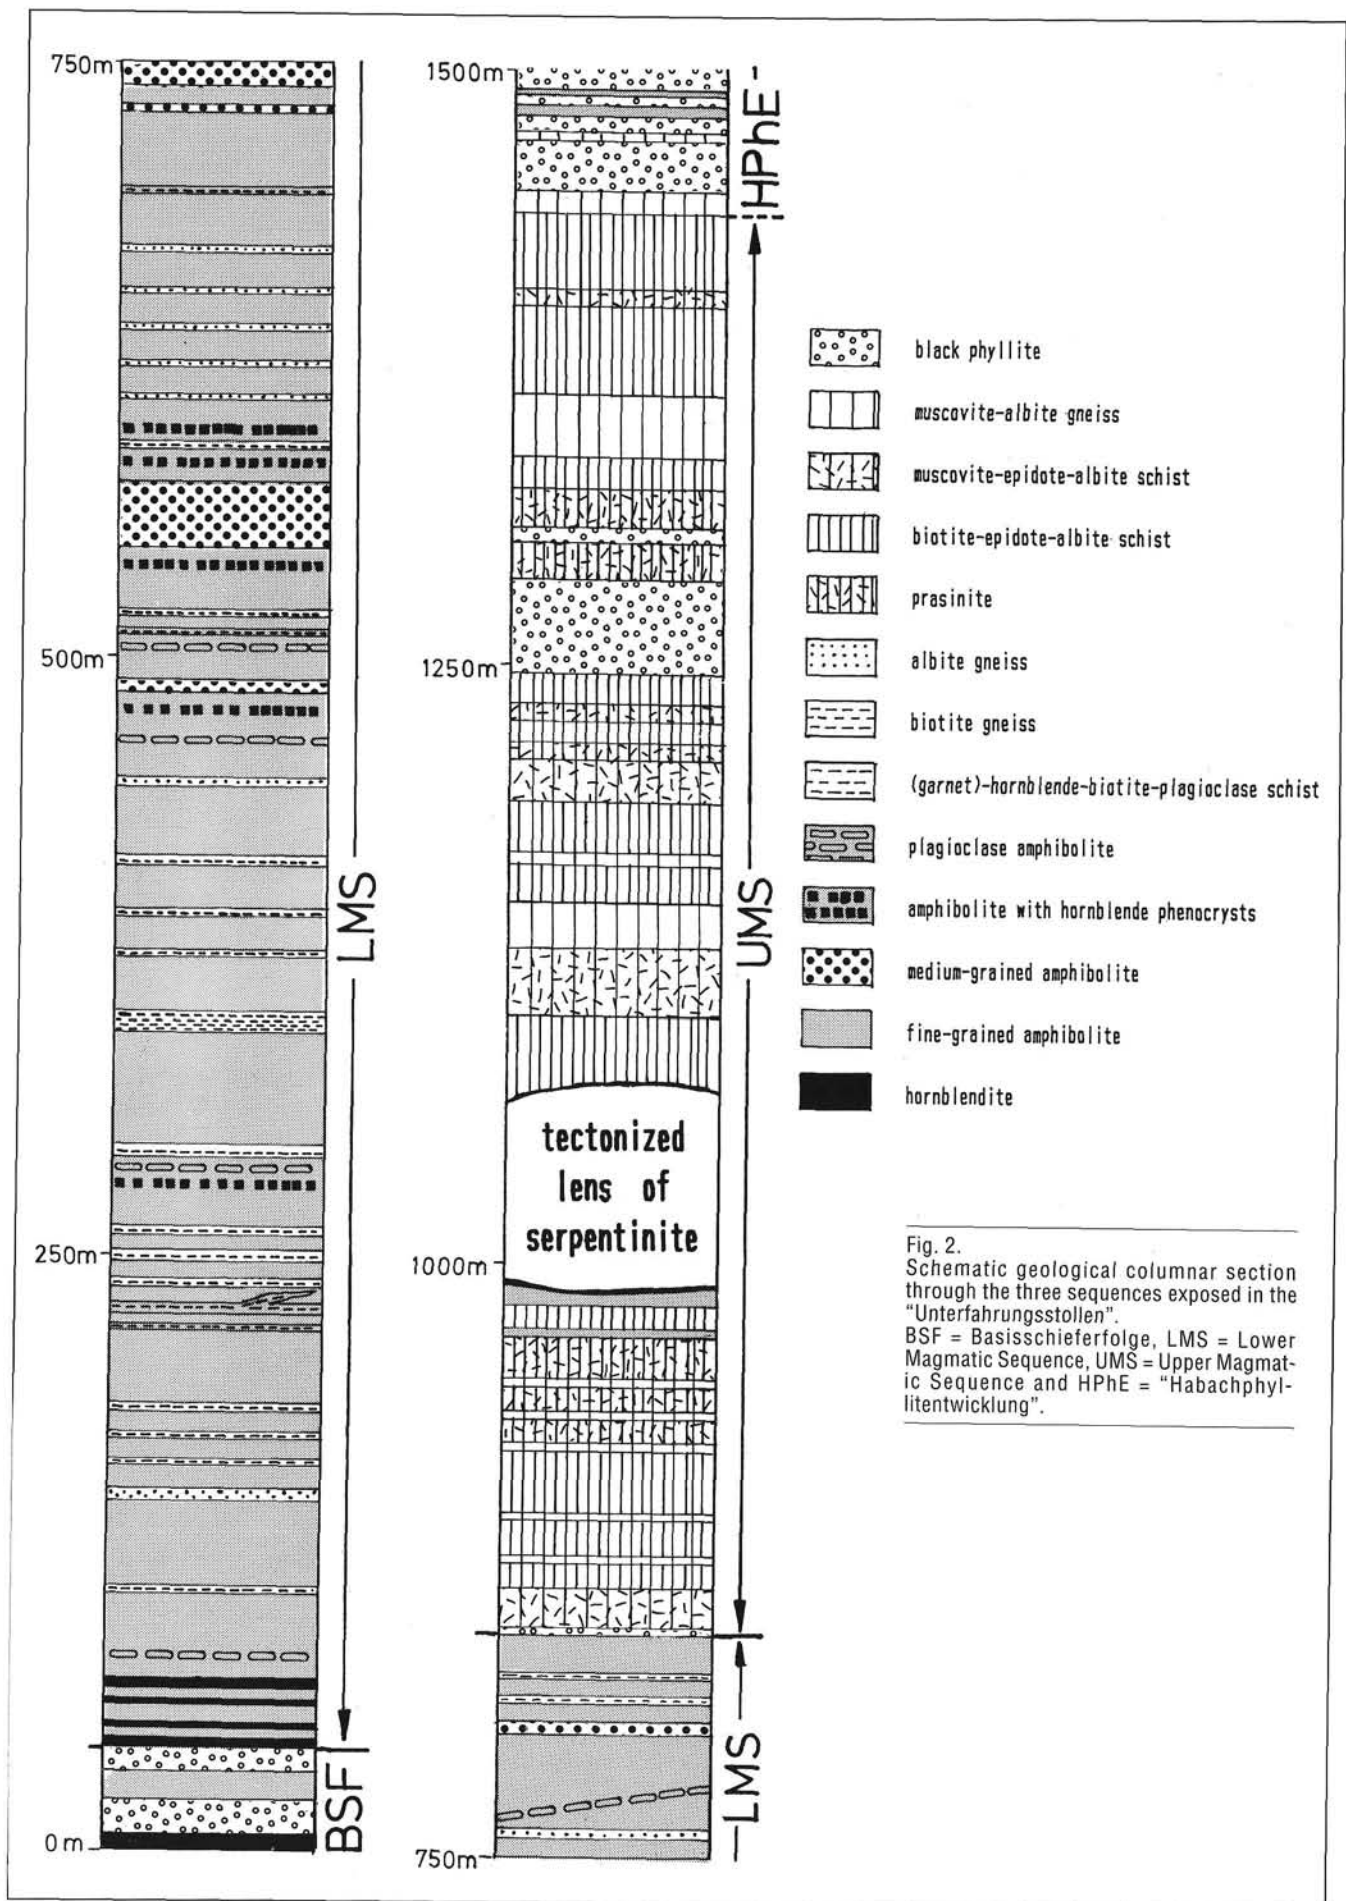 750m
500m
250m
0m
LMS
BSF
1500m
1250m
1000m
750m
HPhE
UMS
LMS
tectonized
lens of
serpentinite
black phyllite
muscovite-albite gneiss
muscovite-epidote-albite schist
biotite-epidote-albite schist
prasinite
albite gneiss
biotite gneiss
(garnet)-hornblende-biotite-plagioclase schist
plagioclase amphibolite
amphibolite with hornblende phenocrysts
medium-grained amphibolite
fine-grained amphibolite
hornblendite
Fig. 2.
Schematic geological columnar section
through the three sequences exposed in the
"Unterfahrungsstollen".
BSF = Basisschieferfolge, LMS = Lower
Magmatic Sequence, UMS = Upper Magmat-
ic Sequence and HPhE = "Habachphyl-
litentwicklung".